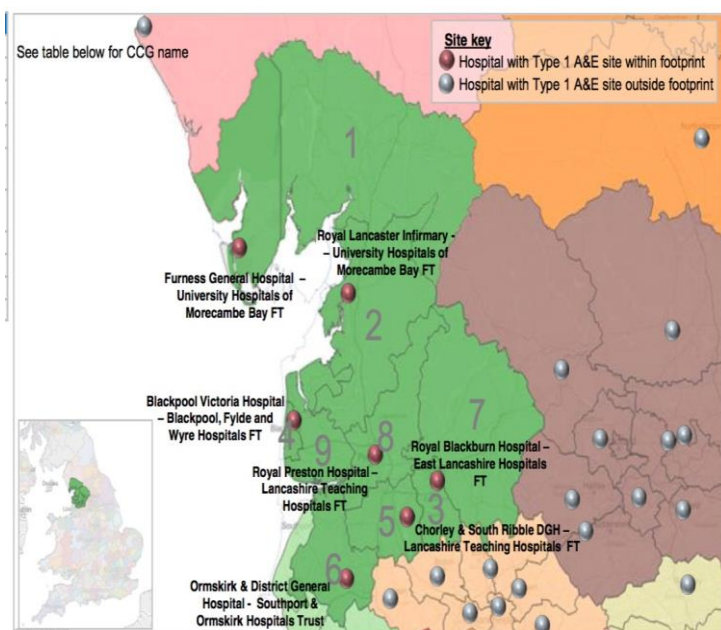 See table below for CCG name
Site key
Hospital with Type 1 A&E site within footprint
Hospital with Type 1 A&E site outside footprint
1
Royal Lancaster Infirmary -
– University Hospitals of
Morecambe Bay FT
Furness General Hospital –
University Hospitals of
Morecambe Bay FT
2
Blackpool Victoria Hospital
– Blackpool, Fylde and
Wyre Hospitals FT
4
7
8
9
Royal Preston Hospital –
Lancashire Teaching
Hospitals FT
Royal Blackburn Hospital –
East Lancashire Hospitals
FT
3
5
Chorley & South Ribble DGH –
Lancashire Teaching Hospitals FT
6
Ormskirk & District General
Hospital - Southport &
Ormskirk Hospitals Trust